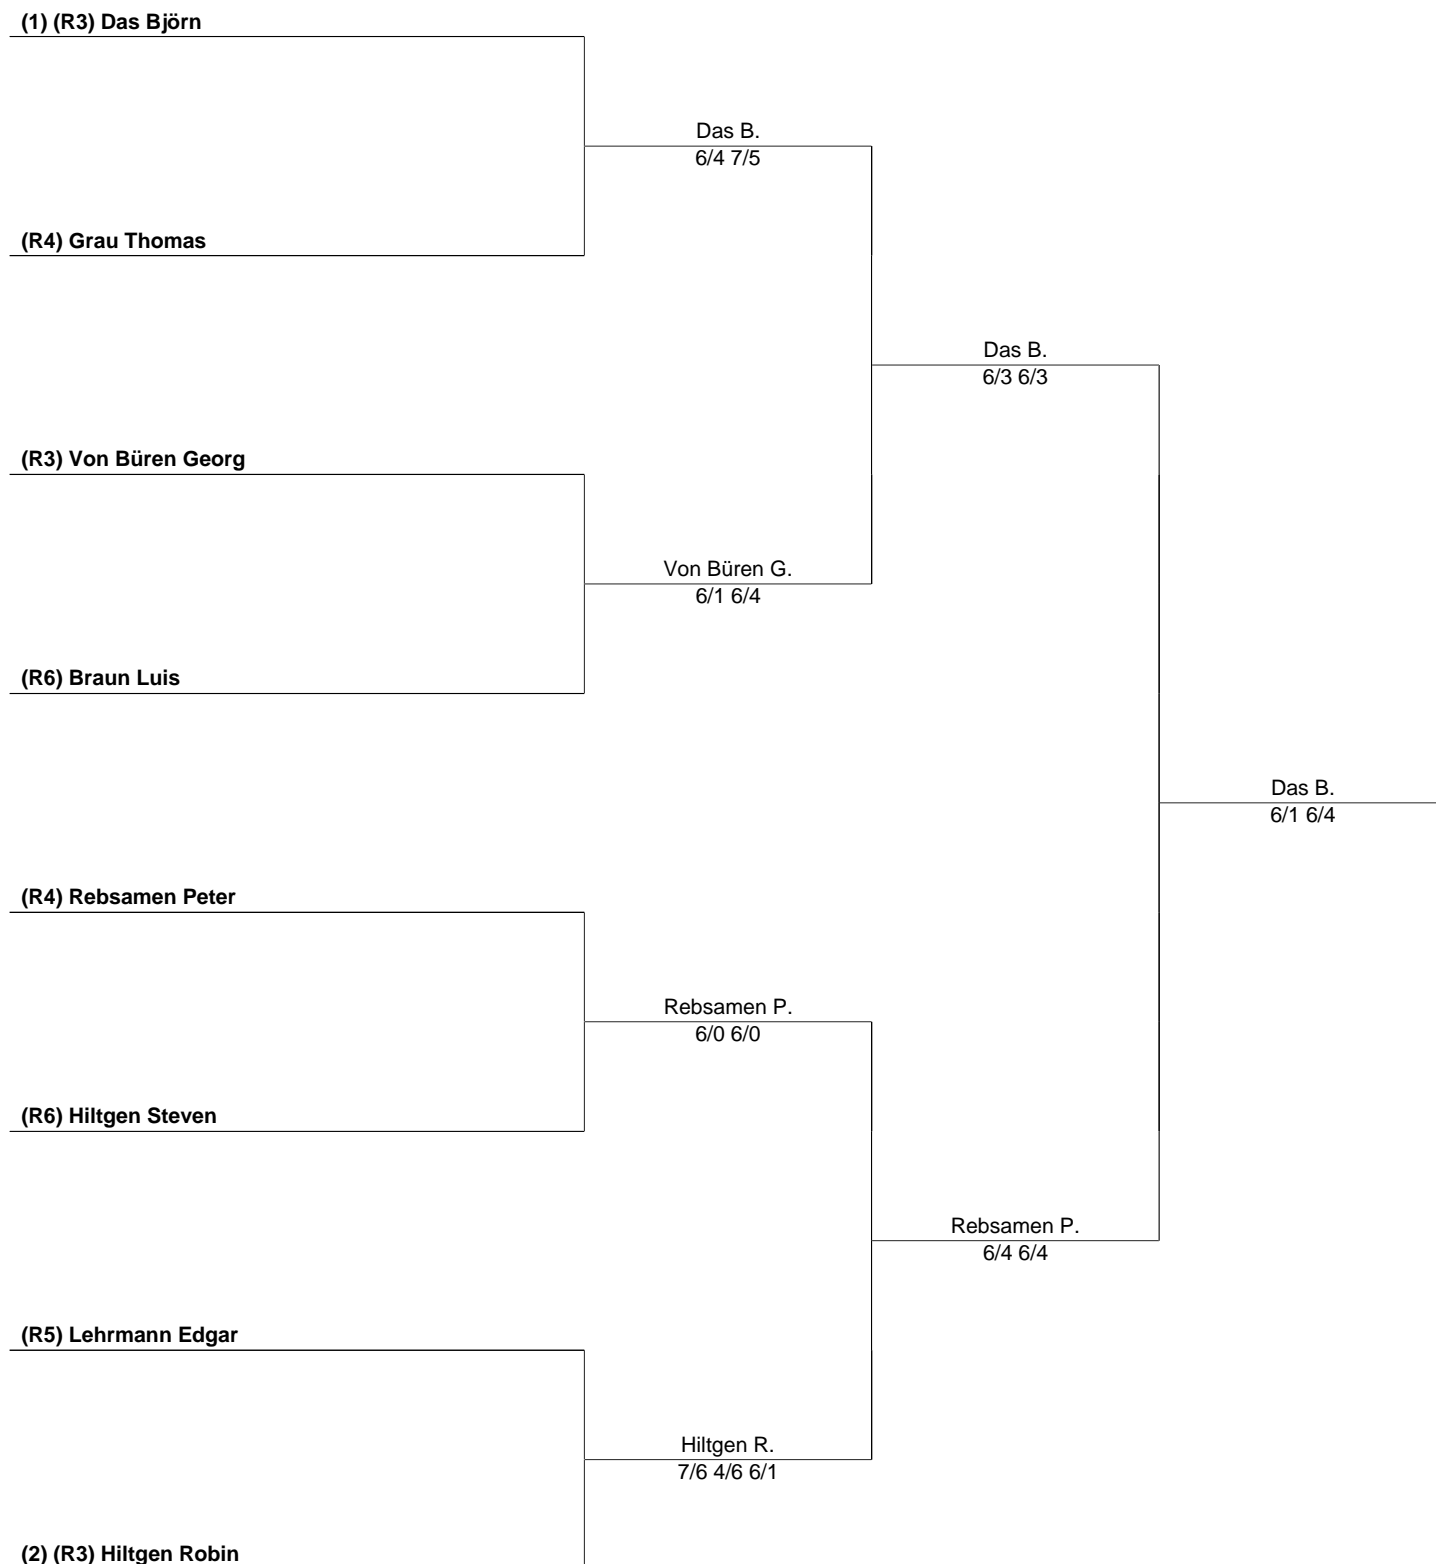 (1) (R3) Das Björn
Das B.
6/4 7/5
(R4) Grau Thomas
Das B.
6/3 6/3
(R3) Von Büren Georg
Von Büren G.
6/1 6/4
(R6) Braun Luis
Das B.
6/1 6/4
(R4) Rebsamen Peter
Rebsamen P.
6/0 6/0
(R6) Hiltgen Steven
Rebsamen P.
6/4 6/4
(R5) Lehrmann Edgar
Hiltgen R.
7/6 4/6 6/1
(2) (R3) Hiltgen Robin